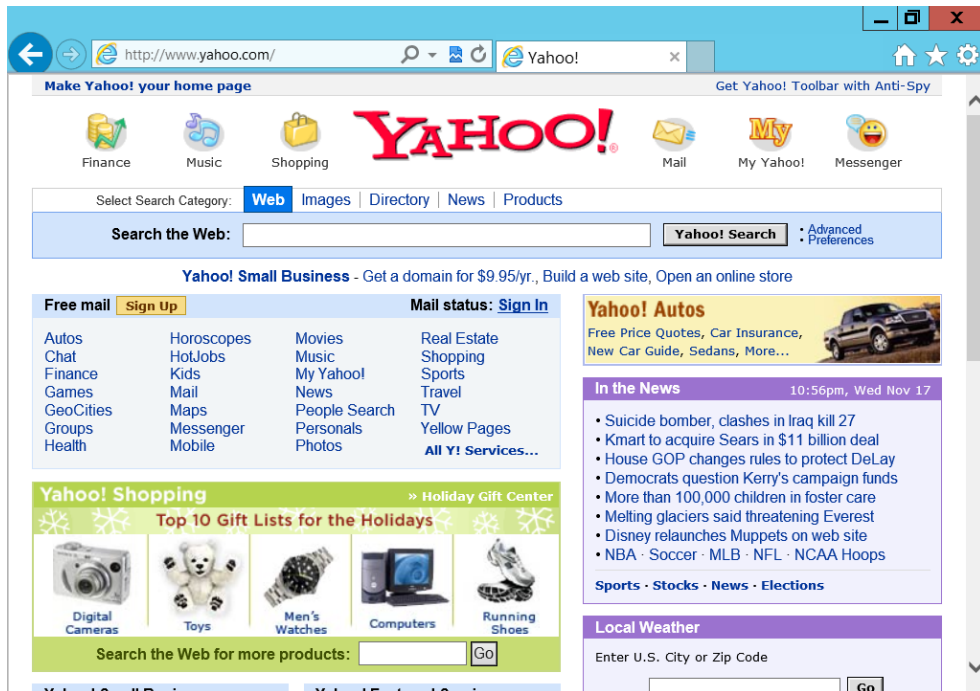 http://www.yahoo.com/
Yahoo!
Make Yahoo! your home page
Get Yahoo! Toolbar with Anti-Spy
Finance
Music
Shopping
YAHOO!
Mail
My
My Yahoo!
Messenger
Select Search Category: Web Images Directory News Products
Search the Web: Yahoo! Search
• Advanced
• Preferences
Yahoo! Small Business - Get a domain for $9.95/yr., Build a web site, Open an online store
Free mail Sign Up Mail status: Sign In
Autos Horoscopes Movies Real Estate
Chat HotJobs Music Shopping
Finance Kids My Yahoo! Sports
Games Mail News Travel
GeoCities Maps People Search TV
Groups Messenger Personals Yellow Pages
Health Mobile Photos All Y! Services...
Yahoo! Shopping » Holiday Gift Center
Top 10 Gift Lists for the Holidays
Digital Cameras
Toys
Men's Watches
Computers
Running Shoes
Search the Web for more products: Go
Yahoo! Autos
Free Price Quotes, Car Insurance,
New Car Guide, Sedans, More...
In the News 10:56pm, Wed Nov 17
• Suicide bomber, clashes in Iraq kill 27
• Kmart to acquire Sears in $11 billion deal
• House GOP changes rules to protect DeLay
• Democrats question Kerry's campaign funds
• More than 100,000 children in foster care
• Melting glaciers said threatening Everest
• Disney relaunches Muppets on web site
• NBA · Soccer · MLB · NFL · NCAA Hoops
Sports · Stocks · News · Elections
Local Weather
Enter U.S. City or Zip Code
Go